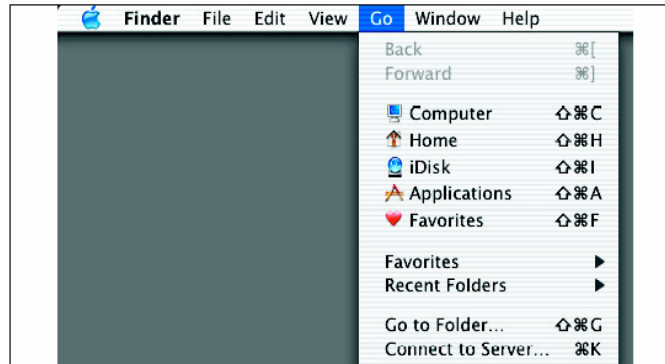 Finder File Edit View Go Window Help
Back ⌘[
Forward ⌘]
Computer ⇧⌘C
Home ⇧⌘H
iDisk ⇧⌘I
Applications ⇧⌘A
Favorites ⇧⌘F
Favorites
Recent Folders
Go to Folder... ⇧⌘G
Connect to Server... ⌘K